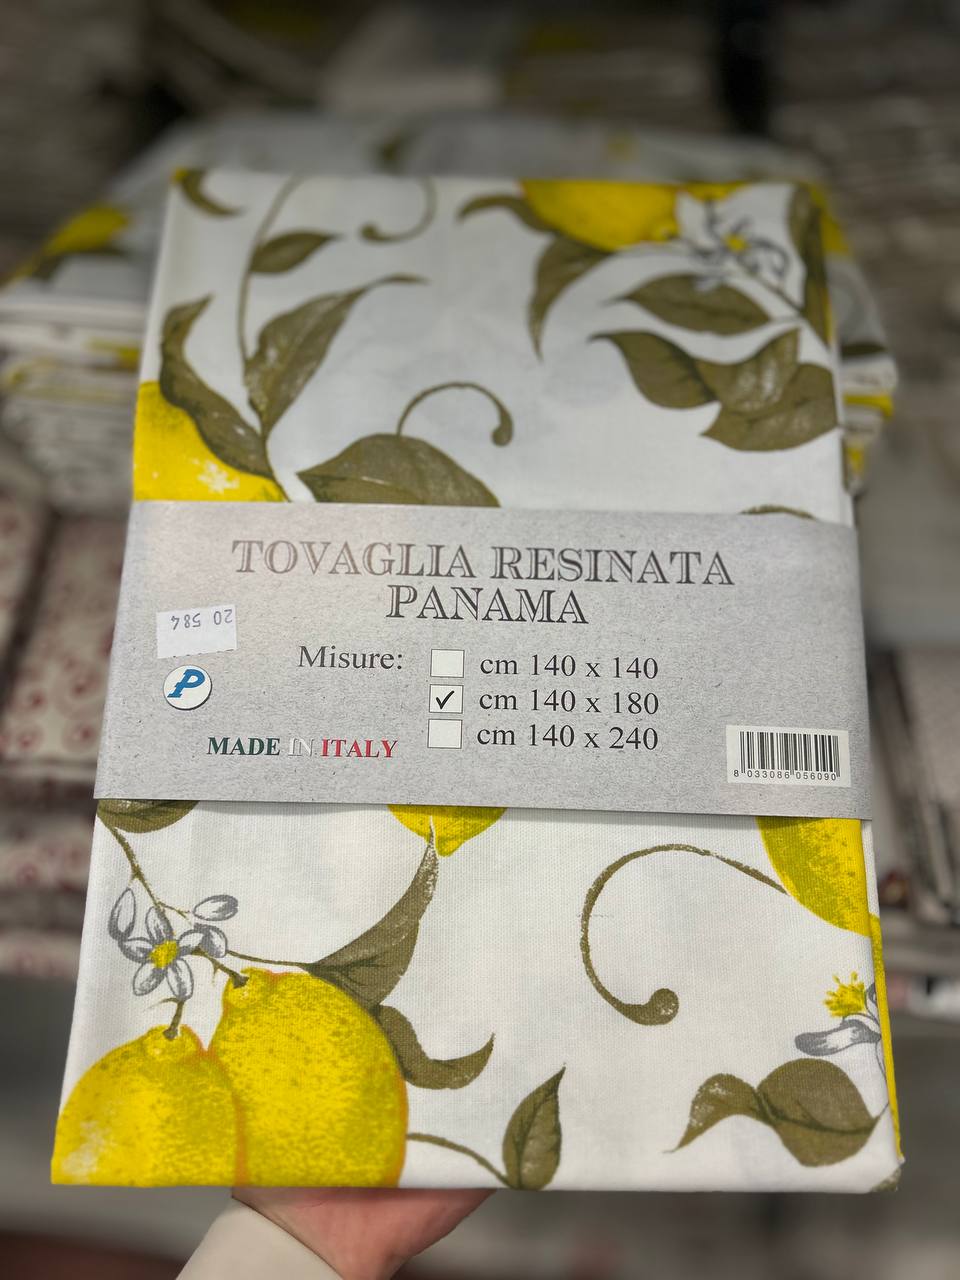 TOVAGLIA RESINATA
PANAMA
20 584
Misure:
cm 140 x 140
cm 140 x 180
cm 140 x 240
P
MADE IN ITALY
8 033086 056090